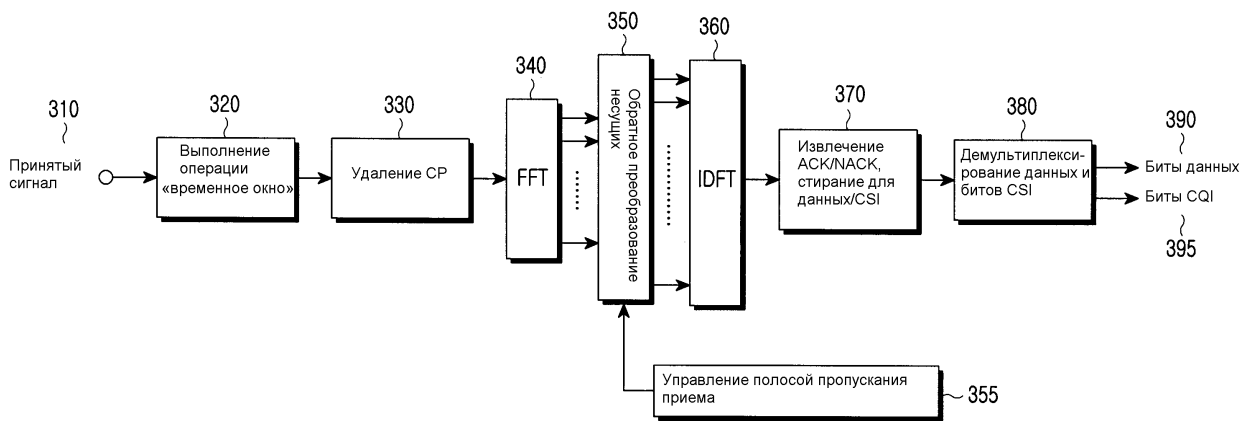 310
Принятый
сигнал
320
Выполнение
операции
«временное окно»
330
Удаление CP
340
FFT
350
Обратное преобразование
несущих
360
IDFT
370
Извлечение
ACK/NACK,
стирание для
данных/CSI
380
Демультиплекси-
рование данных и
битов CSI
390
Биты данных
Биты CQI
395
Управление полосой пропускания
приема
355